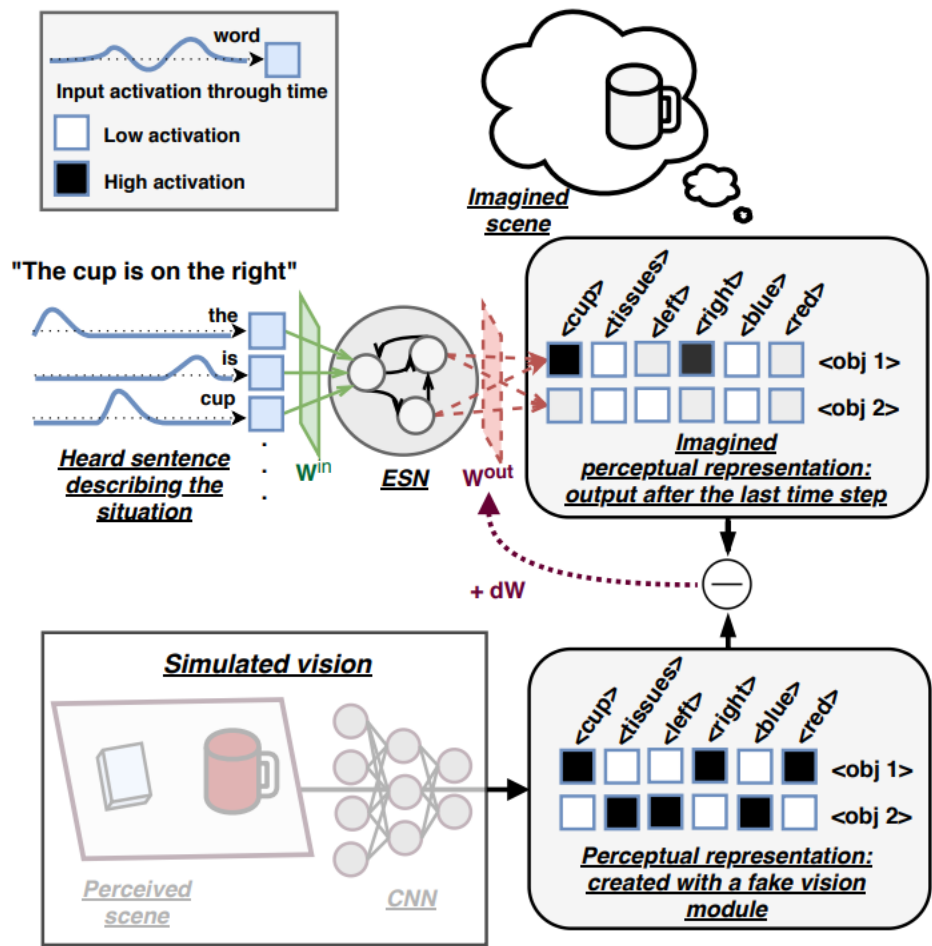 word
Input activation through time
Low activation
High activation
Imagined
scene
"The cup is on the right"
the
is
cup
.
.
.
Heard sentence
describing the
situation
W^in
ESN
W^out
<cup>
<tissues>
<left>
<right>
<blue>
<red>
<obj 1>
<obj 2>
Imagined
perceptual representation:
output after the last time step
+ dW
Simulated vision
Perceived
scene
CNN
<cup>
<tissues>
<left>
<right>
<blue>
<red>
<obj 1>
<obj 2>
Perceptual representation:
created with a fake vision
module